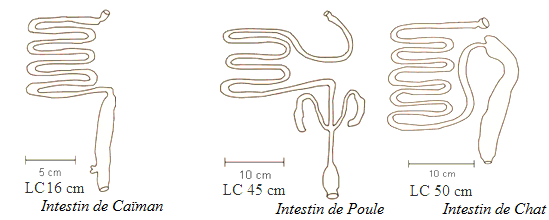 5 cm
LC16 cm
Intestin de Caïman
10 cm
LC 45 cm
Intestin de Poule
10 cm
LC 50 cm
Intestin de Chat